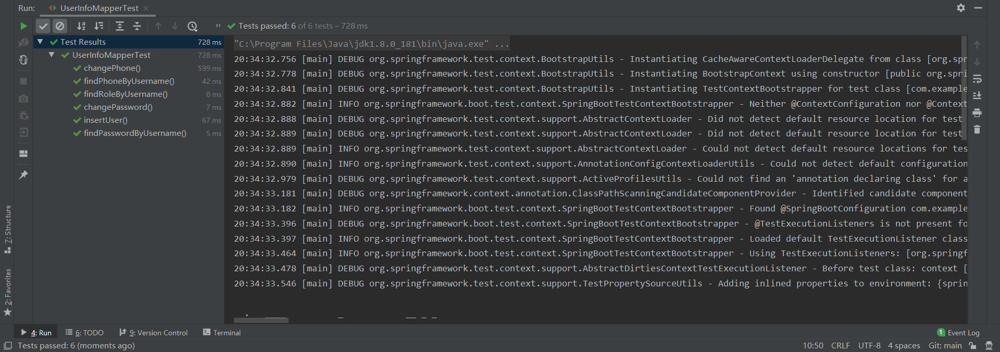 Run: UserInfoMapperTest
Tests passed: 6 of 6 tests – 728 ms
Test Results 728 ms
UserInfoMapperTest 728 ms
changePhone() 599 ms
findPhoneByUsername() 42 ms
findRoleByUsername() 8 ms
changePassword() 7 ms
insertUser() 67 ms
findPasswordByUsername() 5 ms
"C:\Program Files\Java\jdk1.8.0_181\bin\java.exe" ...
20:34:32.756 [main] DEBUG org.springframework.test.context.BootstrapUtils - Instantiating CacheAwareContextLoaderDelegate from class [org.spr
20:34:32.778 [main] DEBUG org.springframework.test.context.BootstrapUtils - Instantiating BootstrapContext using constructor [public org.spri
20:34:32.841 [main] DEBUG org.springframework.test.context.BootstrapUtils - Instantiating TestContextBootstrapper for test class [com.example
20:34:32.882 [main] INFO org.springframework.boot.test.context.SpringBootTestContextBootstrapper - Neither @ContextConfiguration nor @Context
20:34:32.888 [main] DEBUG org.springframework.test.context.support.AbstractContextLoader - Did not detect default resource location for test
20:34:32.889 [main] DEBUG org.springframework.test.context.support.AbstractContextLoader - Did not detect default resource location for test
20:34:32.889 [main] INFO org.springframework.test.context.support.AbstractContextLoader - Could not detect default resource locations for tes
20:34:32.890 [main] INFO org.springframework.test.context.support.AnnotationConfigContextLoaderUtils - Could not detect default configuration
20:34:32.979 [main] DEBUG org.springframework.test.context.support.ActiveProfilesUtils - Could not find an 'annotation declaring class' for a
20:34:33.181 [main] DEBUG org.springframework.context.annotation.ClassPathScanningCandidateComponentProvider - Identified candidate component
20:34:33.182 [main] INFO org.springframework.boot.test.context.SpringBootTestContextBootstrapper - Found @SpringBootConfiguration com.example
20:34:33.396 [main] DEBUG org.springframework.boot.test.context.SpringBootTestContextBootstrapper - @TestExecutionListeners is not present fo
20:34:33.397 [main] INFO org.springframework.boot.test.context.SpringBootTestContextBootstrapper - Loaded default TestExecutionListener class
20:34:33.464 [main] INFO org.springframework.boot.test.context.SpringBootTestContextBootstrapper - Using TestExecutionListeners: [org.springf
20:34:33.478 [main] DEBUG org.springframework.test.context.support.AbstractDirtiesContextTestExecutionListener - Before test class: context [
20:34:33.546 [main] DEBUG org.springframework.test.context.support.TestPropertySourceUtils - Adding inlined properties to environment: {sprin
. ____ _ __ _ _
7: Structure
2: Favorites
4: Run 6: TODO 9: Version Control Terminal 1 Event Log
Tests passed: 6 (moments ago) 10:50 CRLF UTF-8 4 spaces Git: main